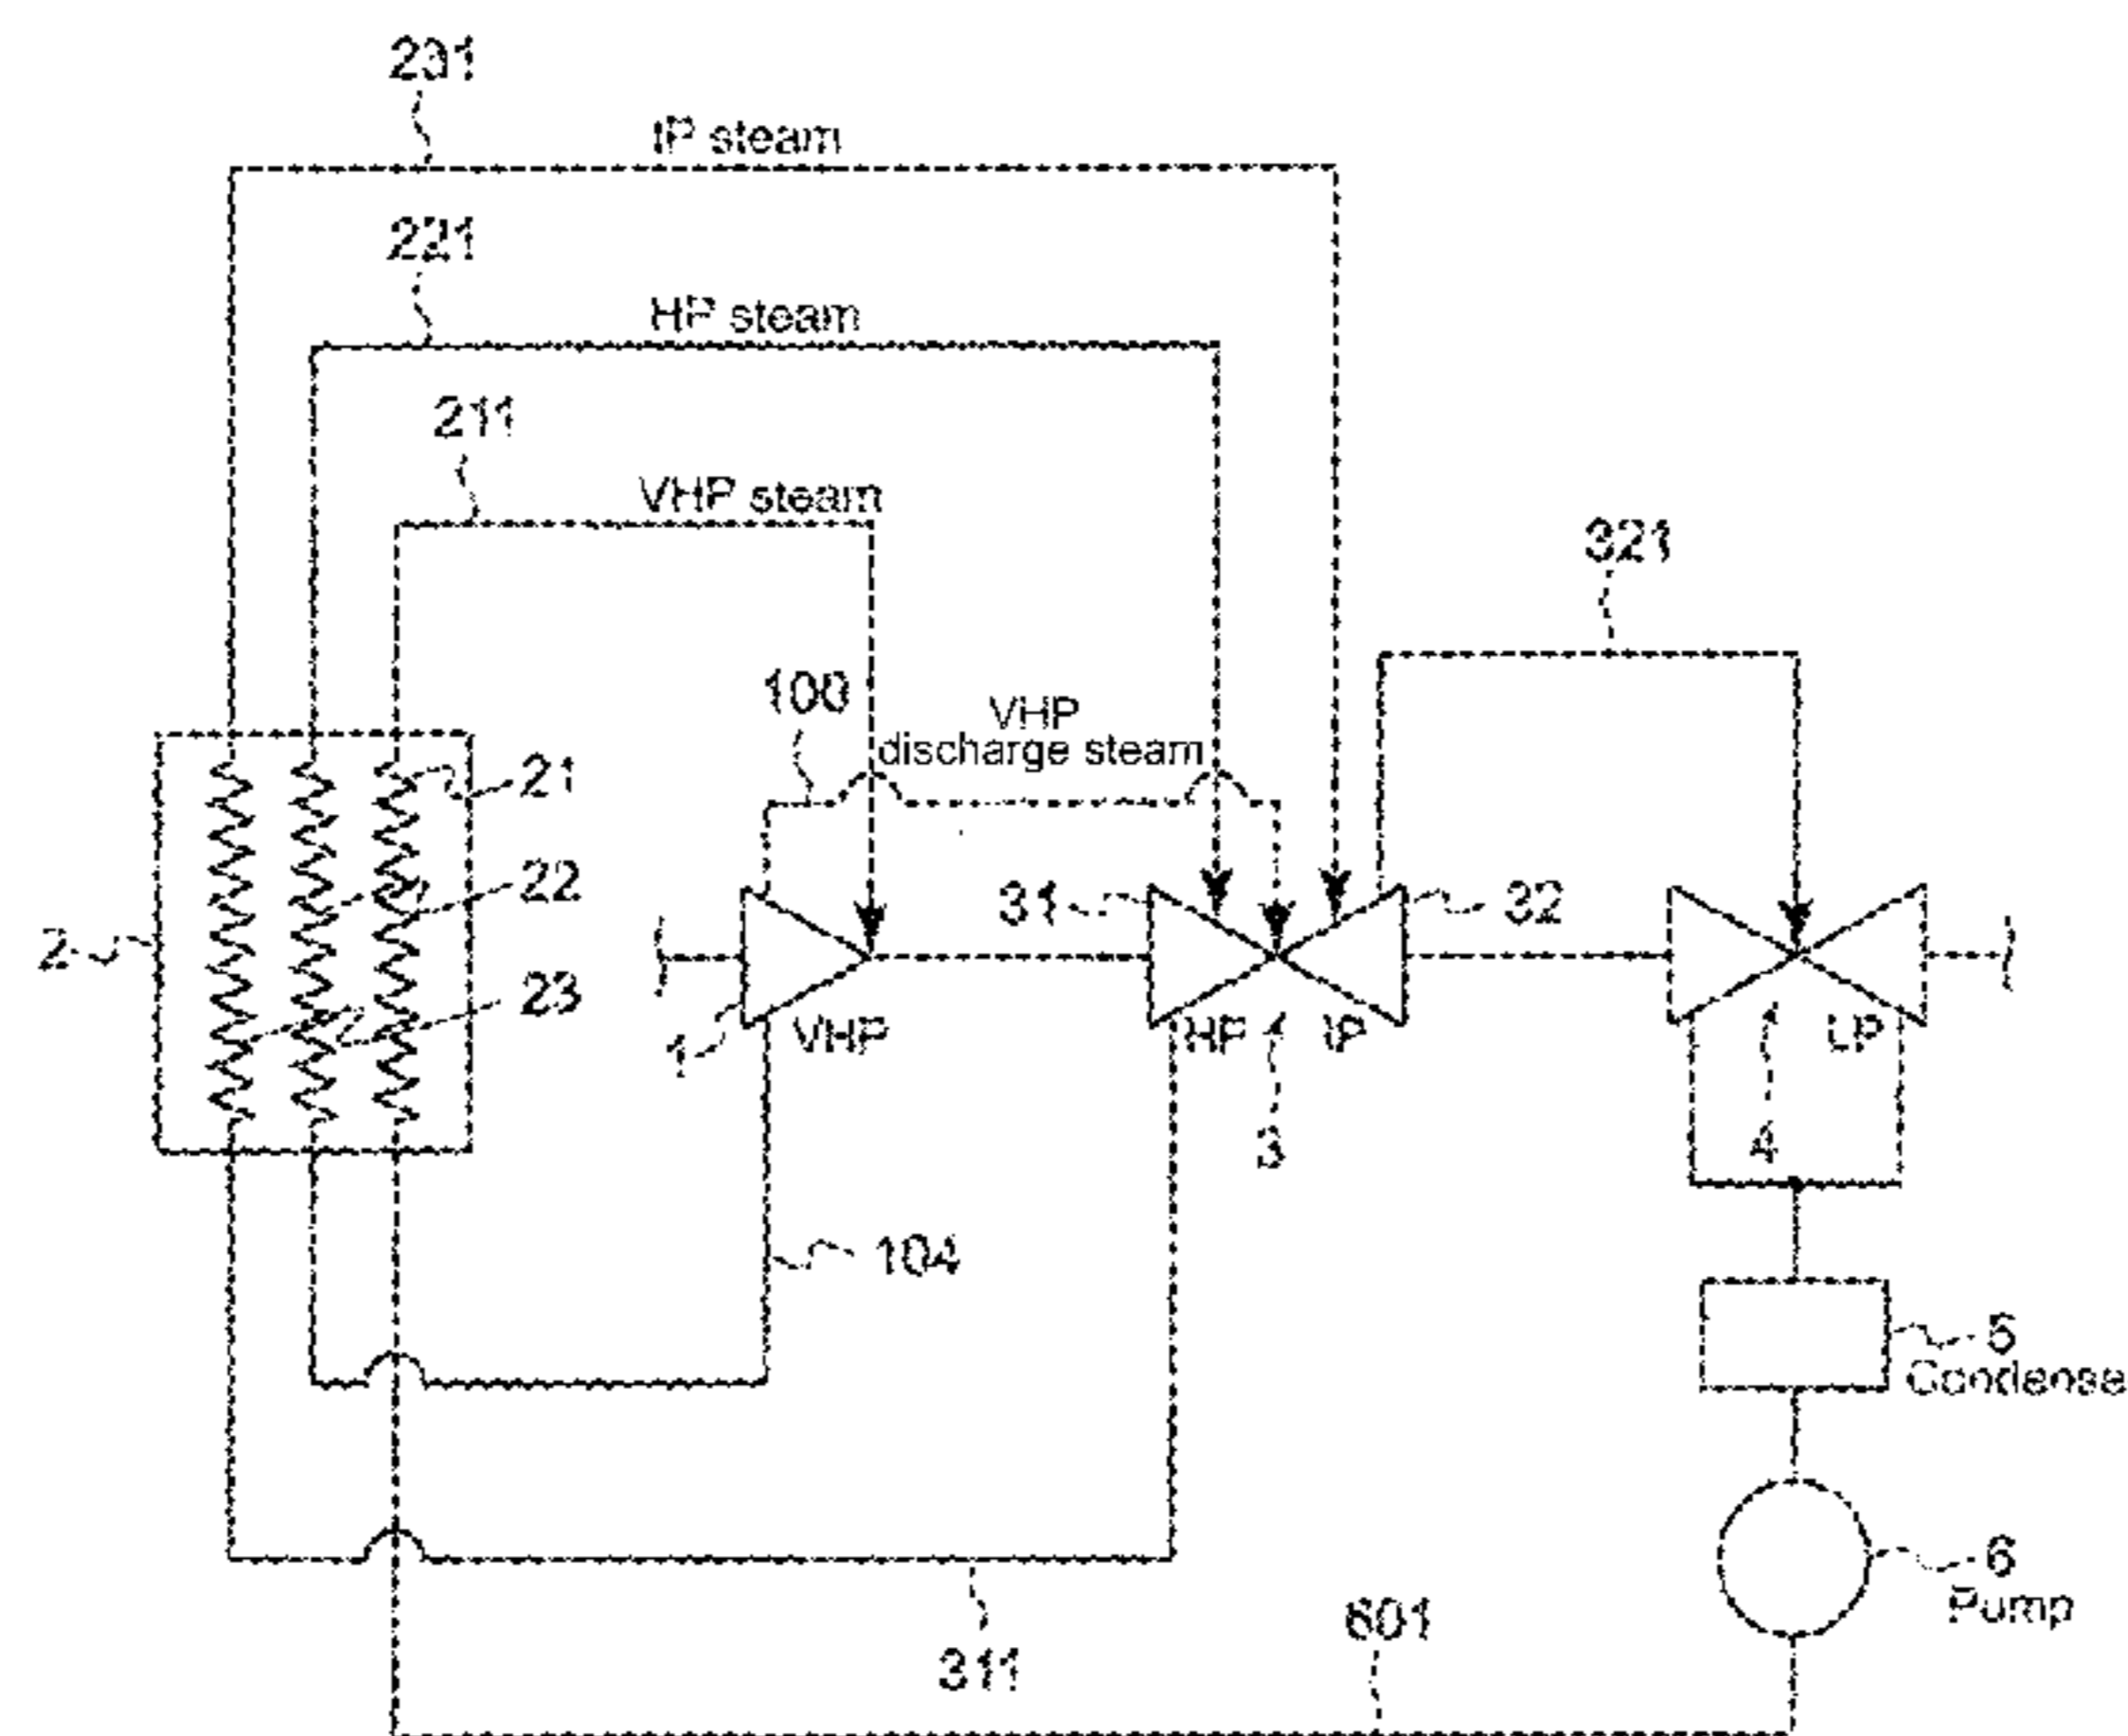 231
IP steam
221
HP steam
211
VHP steam
321
100
VHP
discharge steam
21
22
23
2
31
32
1
VHP
HP
IP
3
LP
4
104
5
Condense
6
Pump
311
601